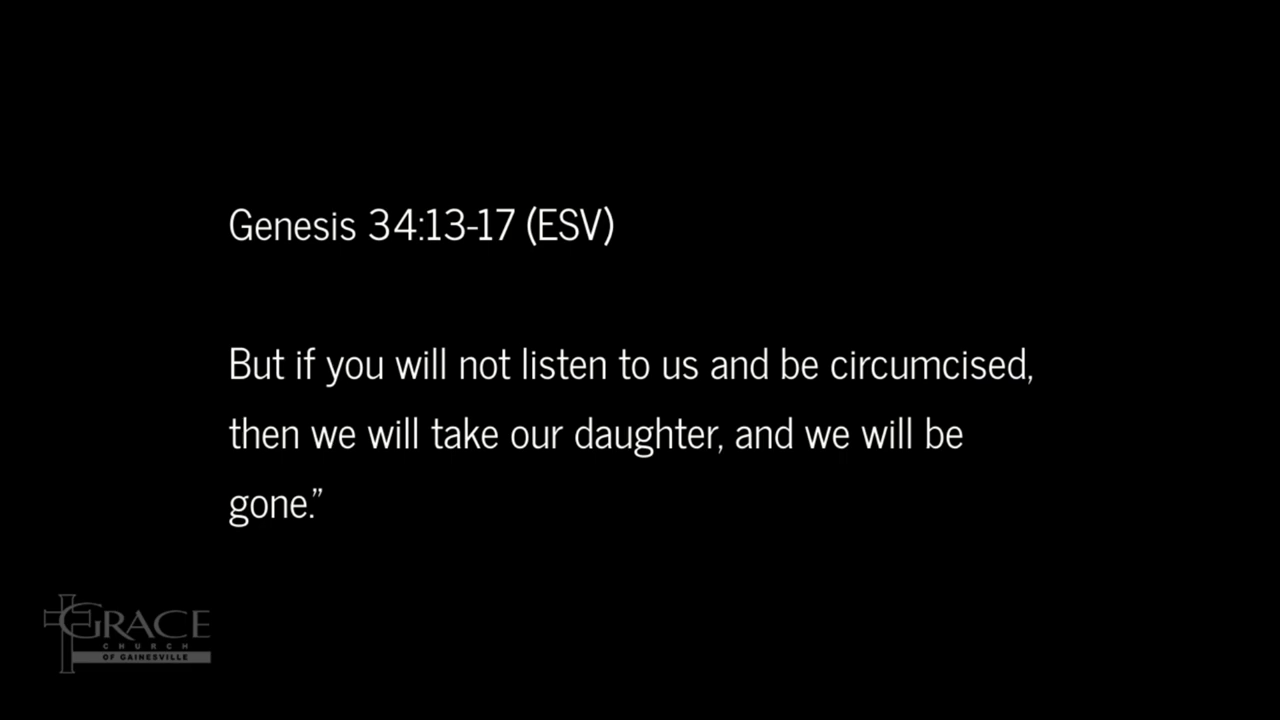 Genesis 34:13-17 (ESV)
But if you will not listen to us and be circumcised,
then we will take our daughter, and we will be
gone.”
GRACE
CHURCH
OF GAINESVILLE